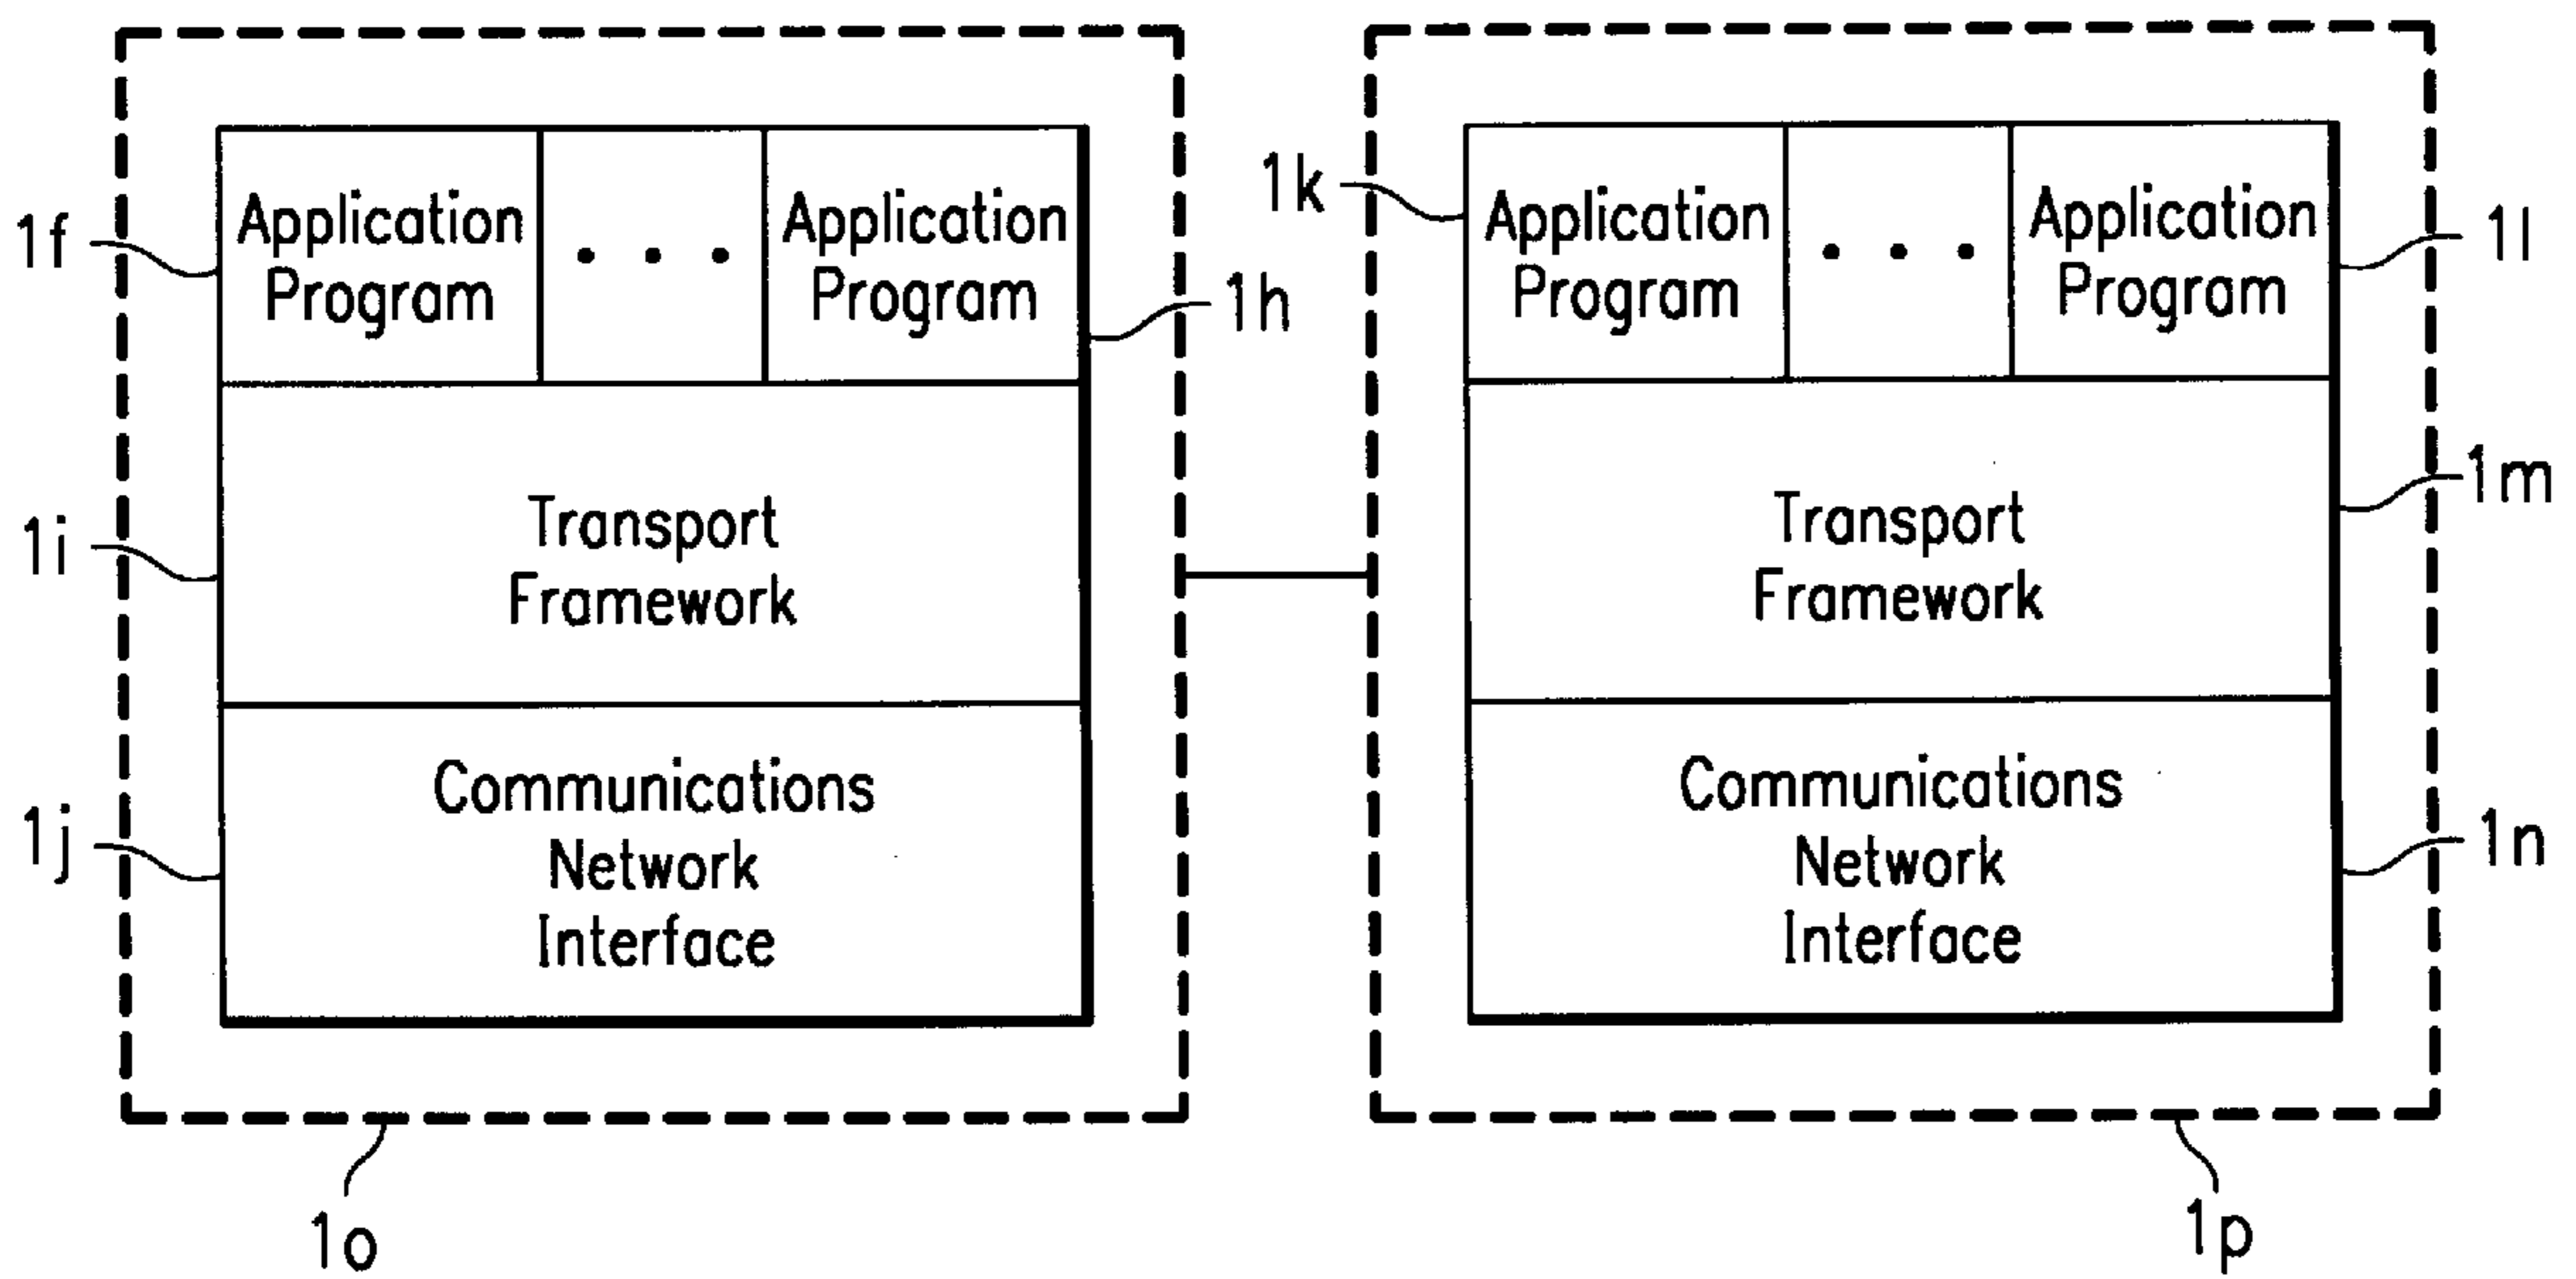 1f
Application
Program
. . .
Application
Program
1h
1i
Transport
Framework
1j
Communications
Network
Interface
1o
1k
Application
Program
. . .
Application
Program
1l
Transport
Framework
1m
Communications
Network
Interface
1n
1p